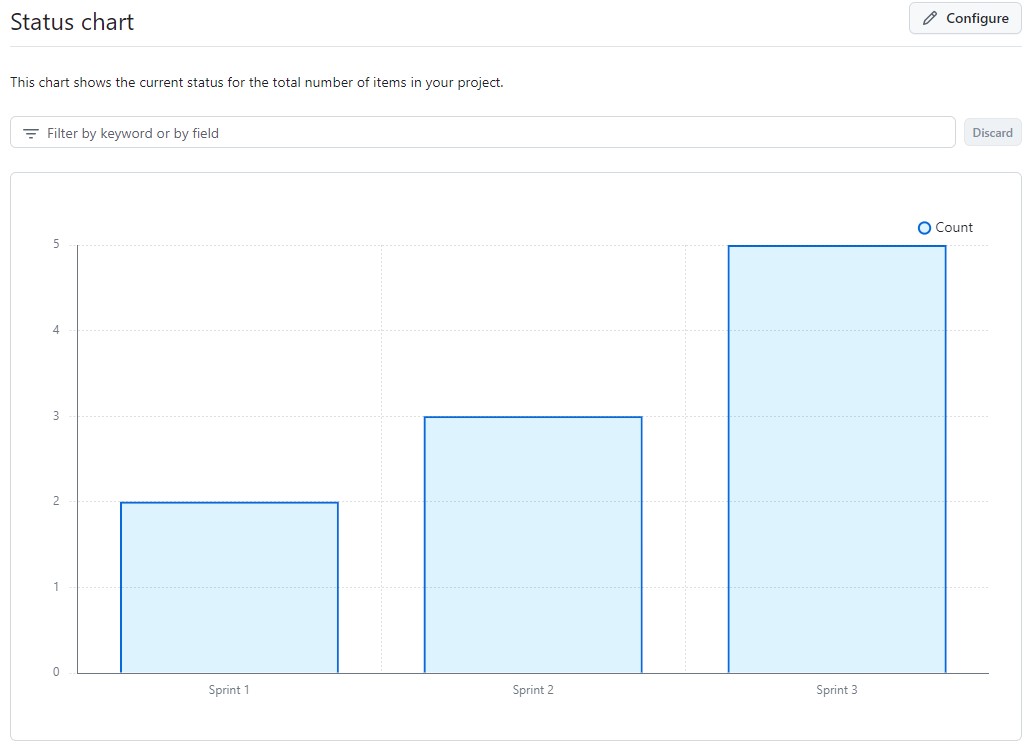 Status chart
Configure
This chart shows the current status for the total number of items in your project.
Filter by keyword or by field
Discard
Count
5
4
3
2
1
0
Sprint 1
Sprint 2
Sprint 3